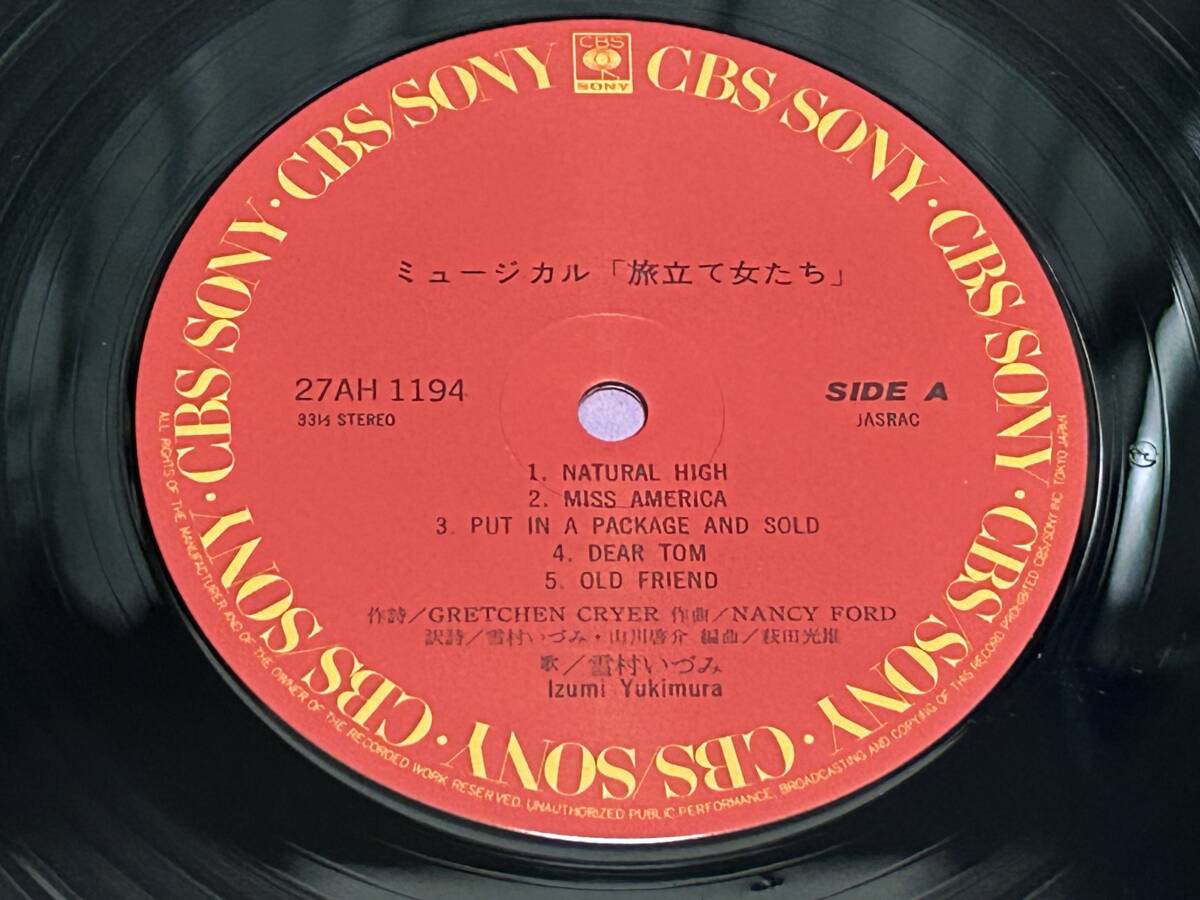 CBS
SONY
CBS/SONY · CBS/SONY · CBS/SONY · CBS/SONY · CBS/SONY · CBS/SONY · CBS/SONY · CBS/SONY · CBS/SONY
ミュージカル「旅立て女たち」
27AH 1194
33⅓ STEREO
SIDE A
JASRAC
1. NATURAL HIGH
2. MISS AMERICA
3. PUT IN A PACKAGE AND SOLD
4. DEAR TOM
5. OLD FRIEND
作詩/GRETCHEN CRYER 作曲/NANCY FORD
訳詩/雪村いづみ・山川啓介 編曲/萩田光雄
歌/雪村いづみ
Izumi Yukimura
ALL RIGHTS OF THE MANUFACTURER AND OF THE OWNER OF THE RECORDED WORK RESERVED. UNAUTHORIZED PUBLIC PERFORMANCE, BROADCASTING AND COPYING OF THIS RECORD PROHIBITED. CBS/SONY INC. TOKYO JAPAN